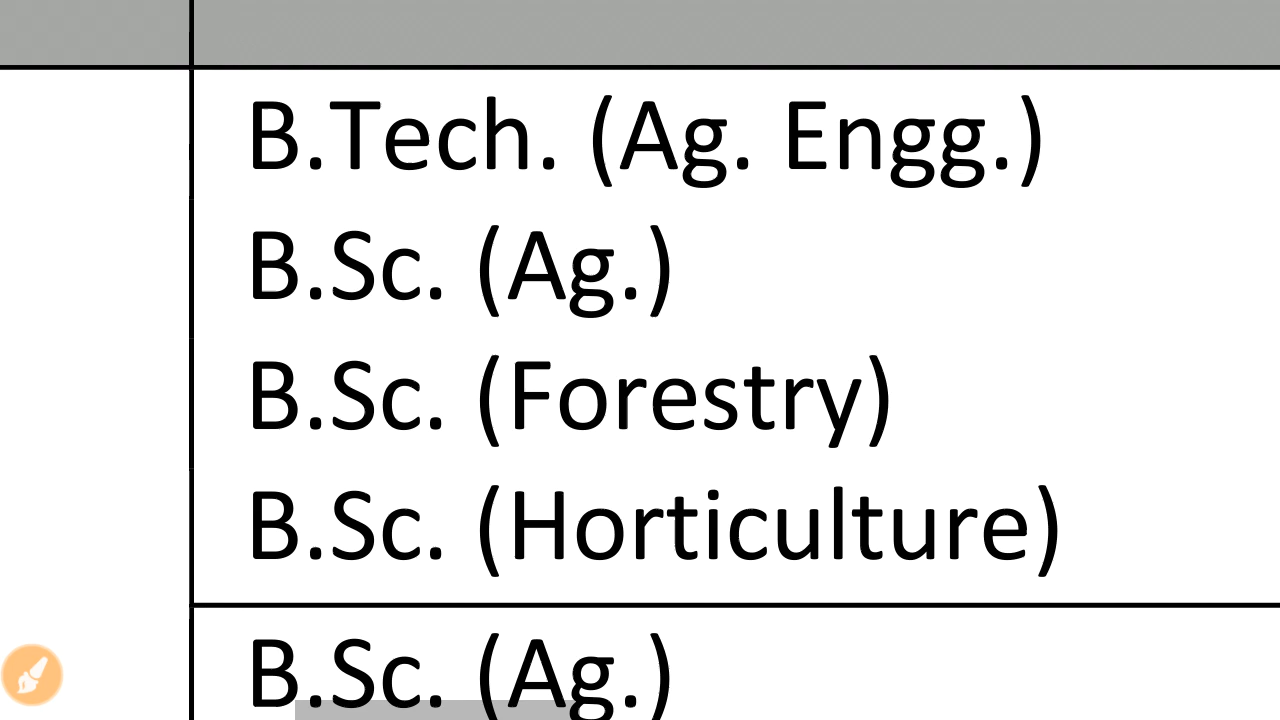 B.Tech. (Ag. Engg.)
B.Sc. (Ag.)
B.Sc. (Forestry)
B.Sc. (Horticulture)
B.Sc. (Ag.)